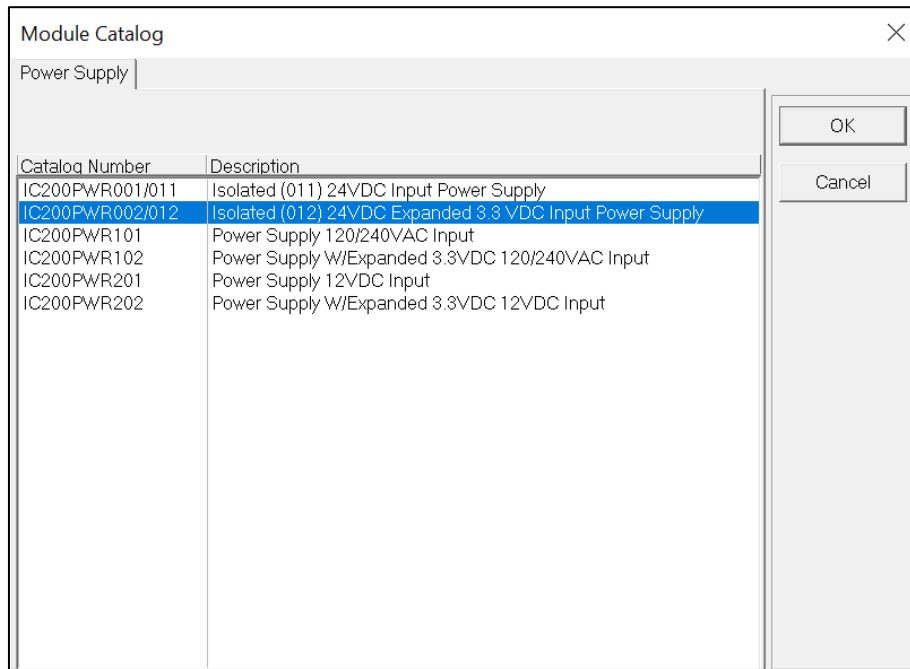 Module Catalog
Power Supply
OK
Cancel
Catalog Number Description
IC200PWR001/011 Isolated (011) 24VDC Input Power Supply
IC200PWR002/012 Isolated (012) 24VDC Expanded 3.3 VDC Input Power Supply
IC200PWR101 Power Supply 120/240VAC Input
IC200PWR102 Power Supply W/Expanded 3.3VDC 120/240VAC Input
IC200PWR201 Power Supply 12VDC Input
IC200PWR202 Power Supply W/Expanded 3.3VDC 12VDC Input